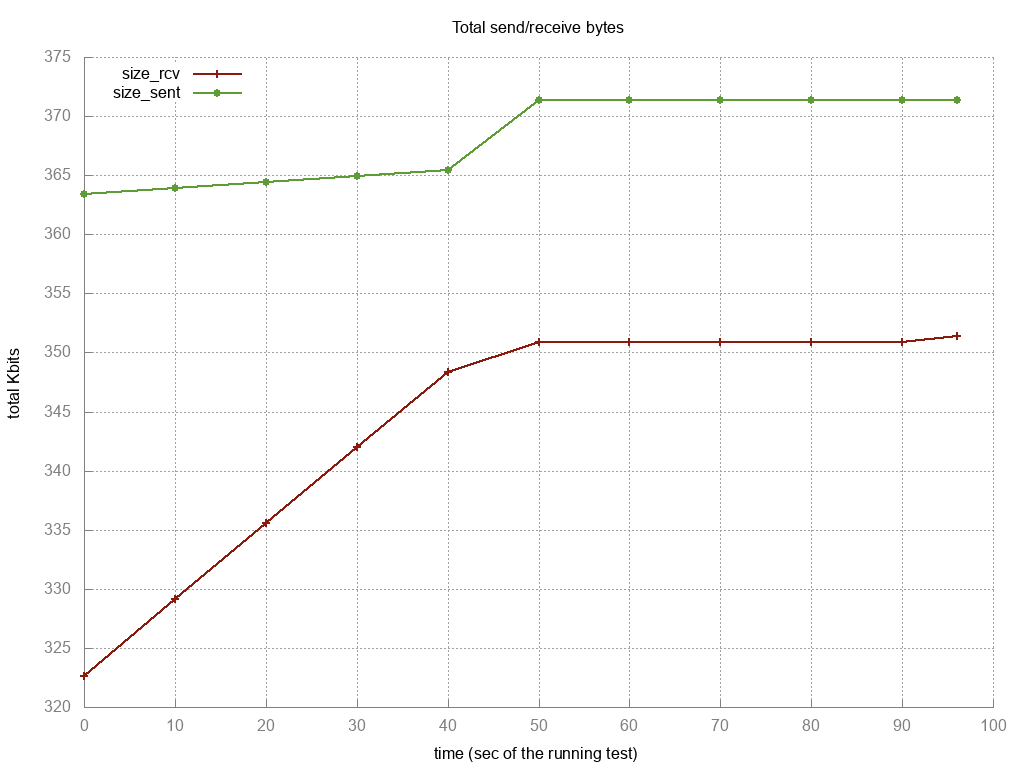 Total send/receive bytes
375
370
365
360
355
350
345
340
335
330
325
320
size_rcv
size_sent
total Kbits
0 10 20 30 40 50 60 70 80 90 100
time (sec of the running test)